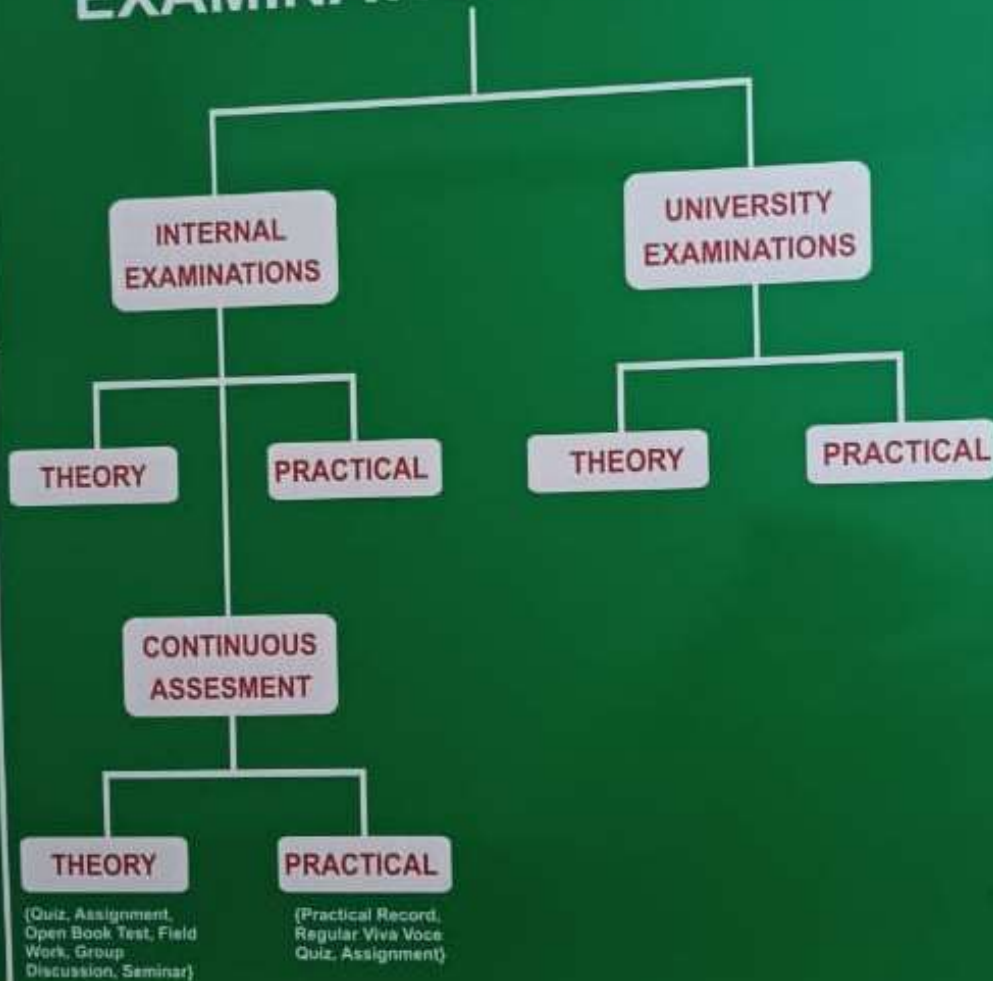 INTERNAL
EXAMINATIONS
UNIVERSITY
EXAMINATIONS
THEORY
PRACTICAL
THEORY
PRACTICAL
CONTINUOUS
ASSESMENT
THEORY
PRACTICAL
{Quiz, Assignment,
Open Book Test, Field
Work, Group
Discussion, Seminar}
{Practical Record,
Regular Viva Voce
Quiz, Assignment}